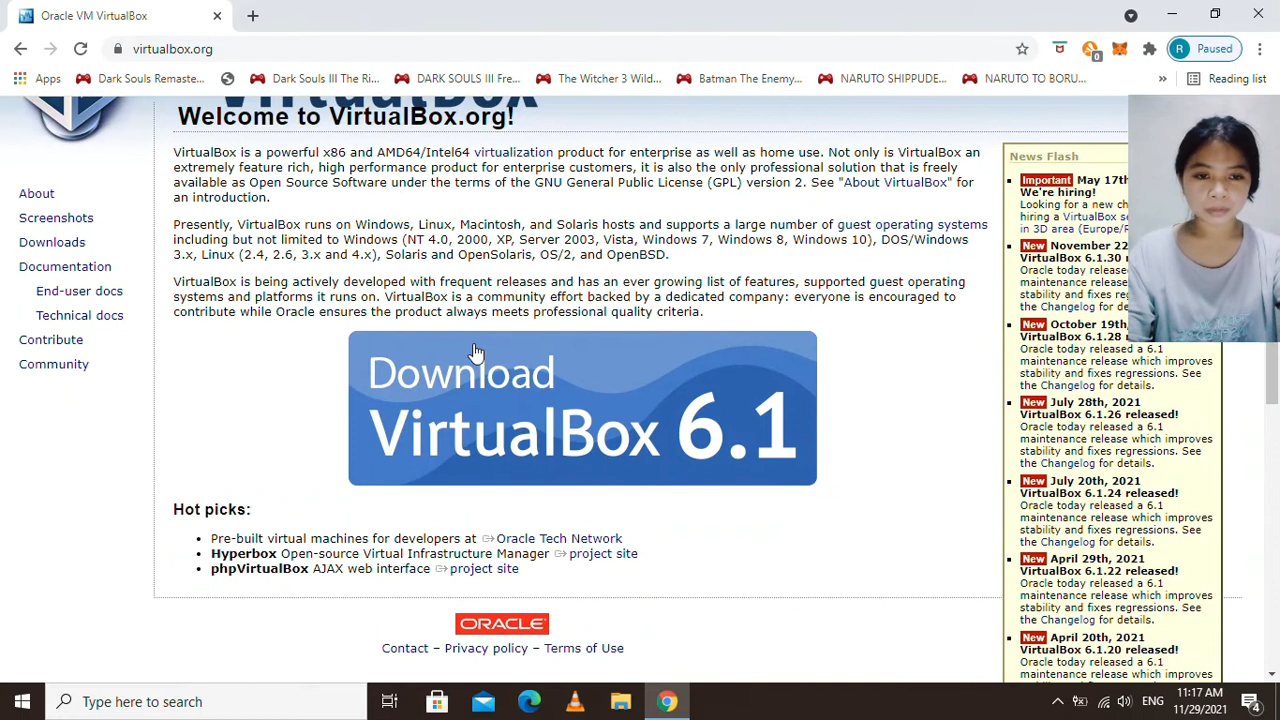 Oracle VM VirtualBox
virtualbox.org
0
R Paused
Apps Dark Souls Remaste... Dark Souls III The Ri... DARK SOULS III Fre... The Witcher 3 Wild... Batman The Enemy... NARUTO SHIPPUDE... NARUTO TO BORU... » Reading list
VirtualBox
Welcome to VirtualBox.org!
VirtualBox is a powerful x86 and AMD64/Intel64 virtualization product for enterprise as well as home use. Not only is VirtualBox an
extremely feature rich, high performance product for enterprise customers, it is also the only professional solution that is freely
available as Open Source Software under the terms of the GNU General Public License (GPL) version 2. See "About VirtualBox" for
an introduction.
Presently, VirtualBox runs on Windows, Linux, Macintosh, and Solaris hosts and supports a large number of guest operating systems
including but not limited to Windows (NT 4.0, 2000, XP, Server 2003, Vista, Windows 7, Windows 8, Windows 10), DOS/Windows
3.x, Linux (2.4, 2.6, 3.x and 4.x), Solaris and OpenSolaris, OS/2, and OpenBSD.
VirtualBox is being actively developed with frequent releases and has an ever growing list of features, supported guest operating
systems and platforms it runs on. VirtualBox is a community effort backed by a dedicated company: everyone is encouraged to
contribute while Oracle ensures the product always meets professional quality criteria.
About
Screenshots
Downloads
Documentation
End-user docs
Technical docs
Contribute
Community
Download
VirtualBox 6.1
Hot picks:
• Pre-built virtual machines for developers at Oracle Tech Network
• Hyperbox Open-source Virtual Infrastructure Manager project site
• phpVirtualBox AJAX web interface project site
ORACLE
Contact – Privacy policy – Terms of Use
News Flash
Important May 17th
We're hiring!
Looking for a new ch
hiring a VirtualBox se
in 3D area (Europe/R
New November 22
VirtualBox 6.1.30
Oracle today released
maintenance release
stability and fixes reg
the Changelog for de
New October 19th
VirtualBox 6.1.28
Oracle today released a 6.1
maintenance release which improves
stability and fixes regressions. See
the Changelog for details.
New July 28th, 2021
VirtualBox 6.1.26 released!
Oracle today released a 6.1
maintenance release which improves
stability and fixes regressions. See
the Changelog for details.
New July 20th, 2021
VirtualBox 6.1.24 released!
Oracle today released a 6.1
maintenance release which improves
stability and fixes regressions. See
the Changelog for details.
New April 29th, 2021
VirtualBox 6.1.22 released!
Oracle today released a 6.1
maintenance release which improves
stability and fixes regressions. See
the Changelog for details.
New April 20th, 2021
VirtualBox 6.1.20 released!
Oracle today released a 6.1
maintenance release which improves
Type here to search
ENG
11:17 AM
11/29/2021
4